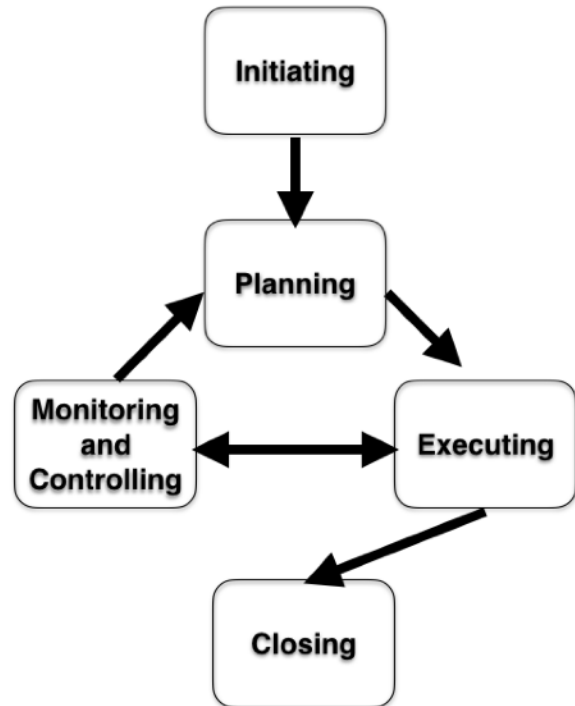 Initiating
Planning
Monitoring
and
Controlling
Executing
Closing